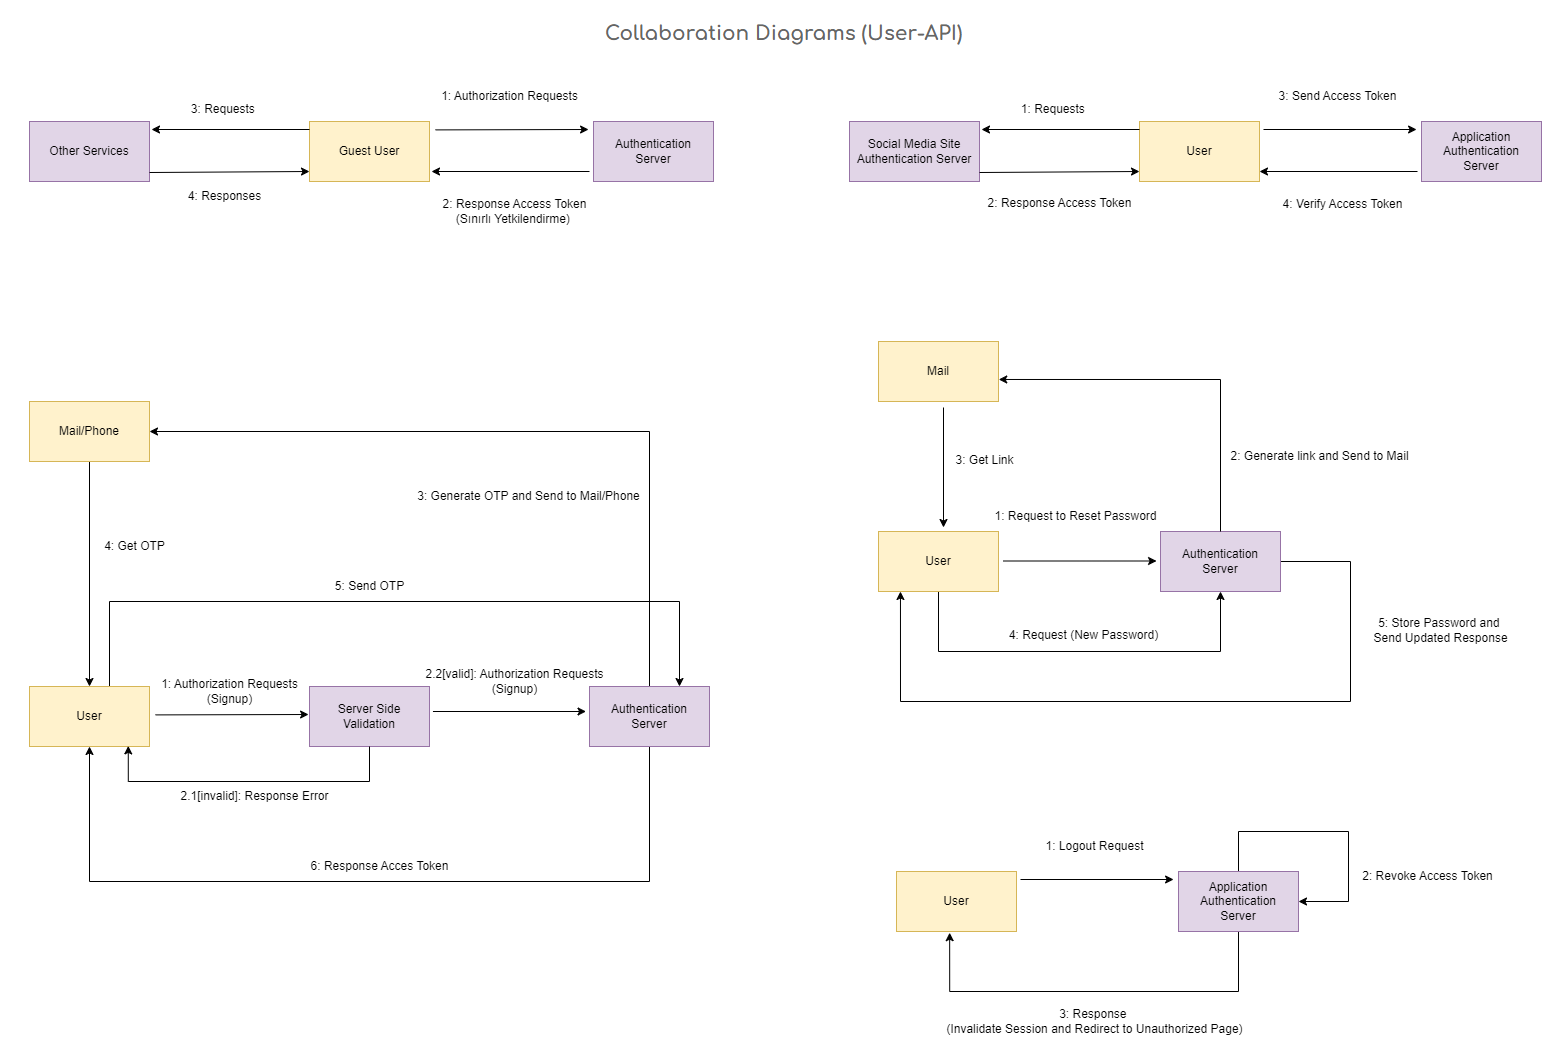 Collaboration Diagrams (User-API)
3: Requests
1: Authorization Requests
Other Services
Guest User
Authentication
Server
4: Responses
2: Response Access Token
(Sınırlı Yetkilendirme)
1: Requests
3: Send Access Token
Social Media Site
Authentication Server
User
Application
Authentication
Server
2: Response Access Token
4: Verify Access Token
Mail/Phone
3: Generate OTP and Send to Mail/Phone
4: Get OTP
5: Send OTP
1: Authorization Requests
(Signup)
2.2[valid]: Authorization Requests
(Signup)
User
Server Side
Validation
Authentication
Server
2.1[invalid]: Response Error
6: Response Acces Token
Mail
2: Generate link and Send to Mail
3: Get Link
1: Request to Reset Password
User
Authentication
Server
4: Request (New Password)
5: Store Password and
Send Updated Response
1: Logout Request
User
Application
Authentication
Server
2: Revoke Access Token
3: Response
(Invalidate Session and Redirect to Unauthorized Page)